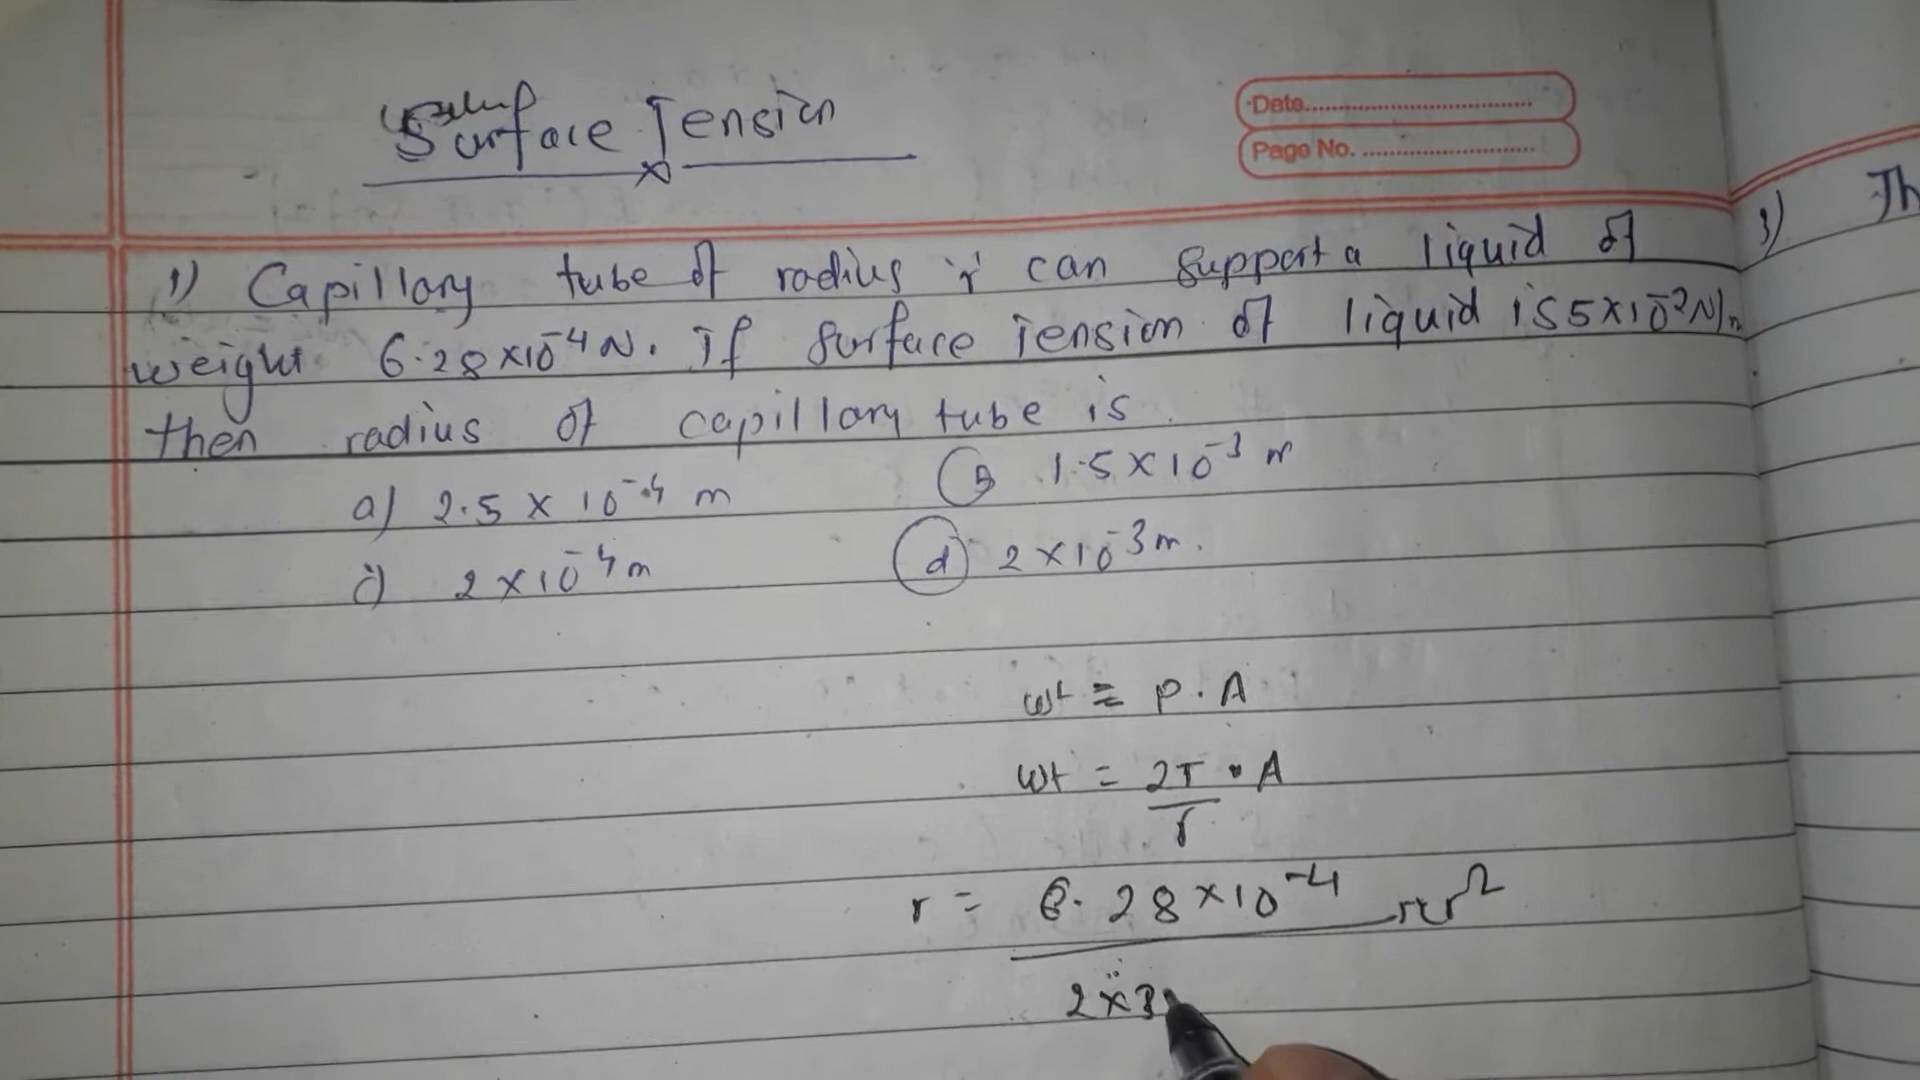 Surface Tension
Date
Page No.
1) Capillary tube of radius 'r' can support a liquid of
weight 6.28×10⁻⁴N. If surface Tension of liquid is 5×10⁻²N/m
then radius of capillary tube is
a) 2.5 × 10⁻⁴ m
b) 1.5 × 10⁻³ m
c) 2 × 10⁻⁴ m
d) 2 × 10⁻³ m.
wt = P . A
wt = 2T/r . A
r = 6.28×10⁻⁴ πr²
2×3
3) Th